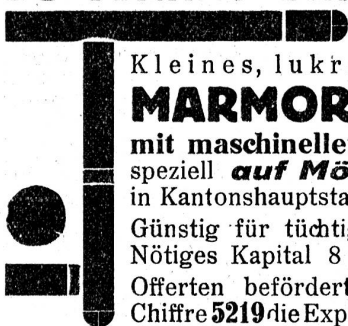 Kleines, lukr
MARMOR
mit maschinelle
speziell auf Mö
in Kantonshauptsta
Günstig für tüchtig
Nötiges Kapital 8
Offerten befördert
Chiffre 5219 die Exp